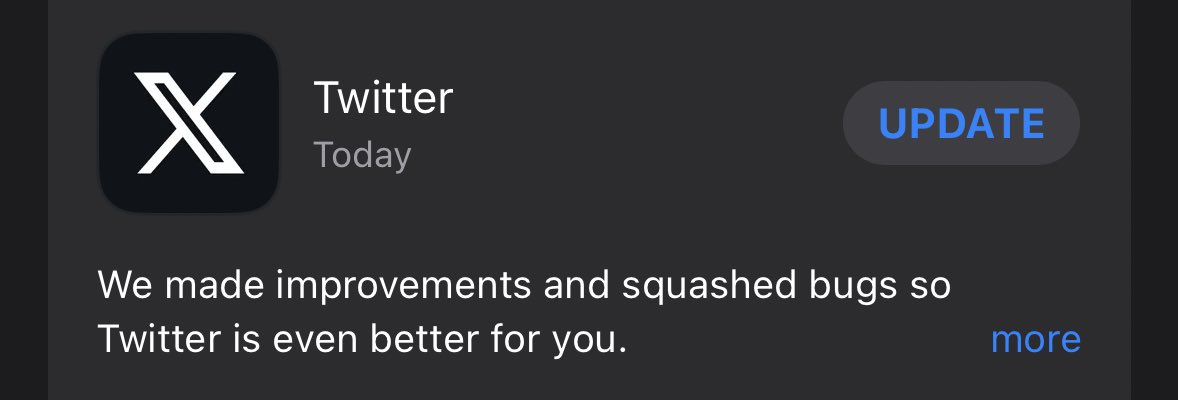 Twitter
Today
UPDATE
We made improvements and squashed bugs so
Twitter is even better for you.
more